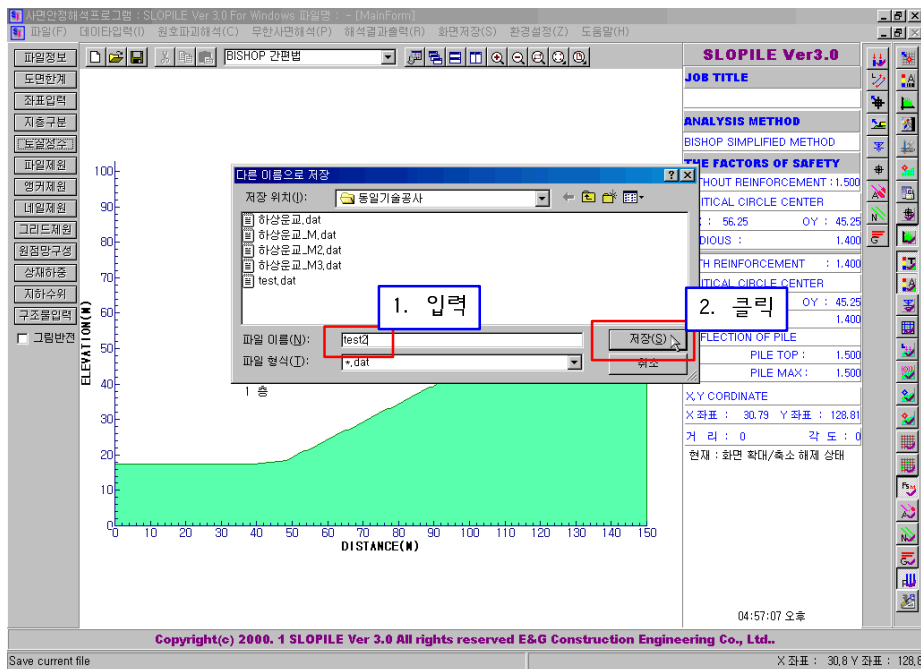 사면안정해석프로그램 : SLOPILE Ver 3.0 For Windows 파일명 : - [MainForm]
파일(F) 데이타입력(I) 원호파괴해석(C) 무한사면해석(P) 해석결과출력(R) 화면저장(S) 환경설정(Z) 도움말(H)
파일정보
도면한계
좌표입력
지층구분
토질상수
파일제원
앵커제원
네일제원
그리드제원
원점망구성
상재하중
지하수위
구조물입력
그림반전
BISHOP 간편법
다른 이름으로 저장
저장 위치(I):
동일기술공사
하상운교.dat
하상운교_M.dat
하상운교_M2.dat
하상운교_M3.dat
test.dat
1. 입력
2. 클릭
파일 이름(N):
test2
저장(S)
파일 형식(T):
*.dat
취소
1 층
ELEVATION(M)
100
90
80
70
60
50
40
30
20
10
0
0 10 20 30 40 50 60 70 80 90 100 110 120 130 140 150
DISTANCE(M)
SLOPILE Ver3.0
JOB TITLE
ANALYSIS METHOD
BISHOP SIMPLIFIED METHOD
THE FACTORS OF SAFETY
THOUT REINFORCEMENT : 1.500
ITICAL CIRCLE CENTER
: 56.25 OY : 45.25
DIOUS : 1.400
TH REINFORCEMENT : 1.400
ITICAL CIRCLE CENTER
OY : 45.25
1.400
FLECTION OF PILE
PILE TOP : 1.500
PILE MAX : 1.500
X,Y CORDINATE
X 좌표 : 30.79 Y 좌표 : 128.81
거 리 : 0 각 도 : 0
현재 : 화면 확대/축소 해제 상태
04:57:07 오후
Copyright(c) 2000. 1 SLOPILE Ver 3.0 All rights reserved E&G Construction Engineering Co., Ltd..
Save current file
X 좌표 : 30,8 Y 좌표 : 128,8